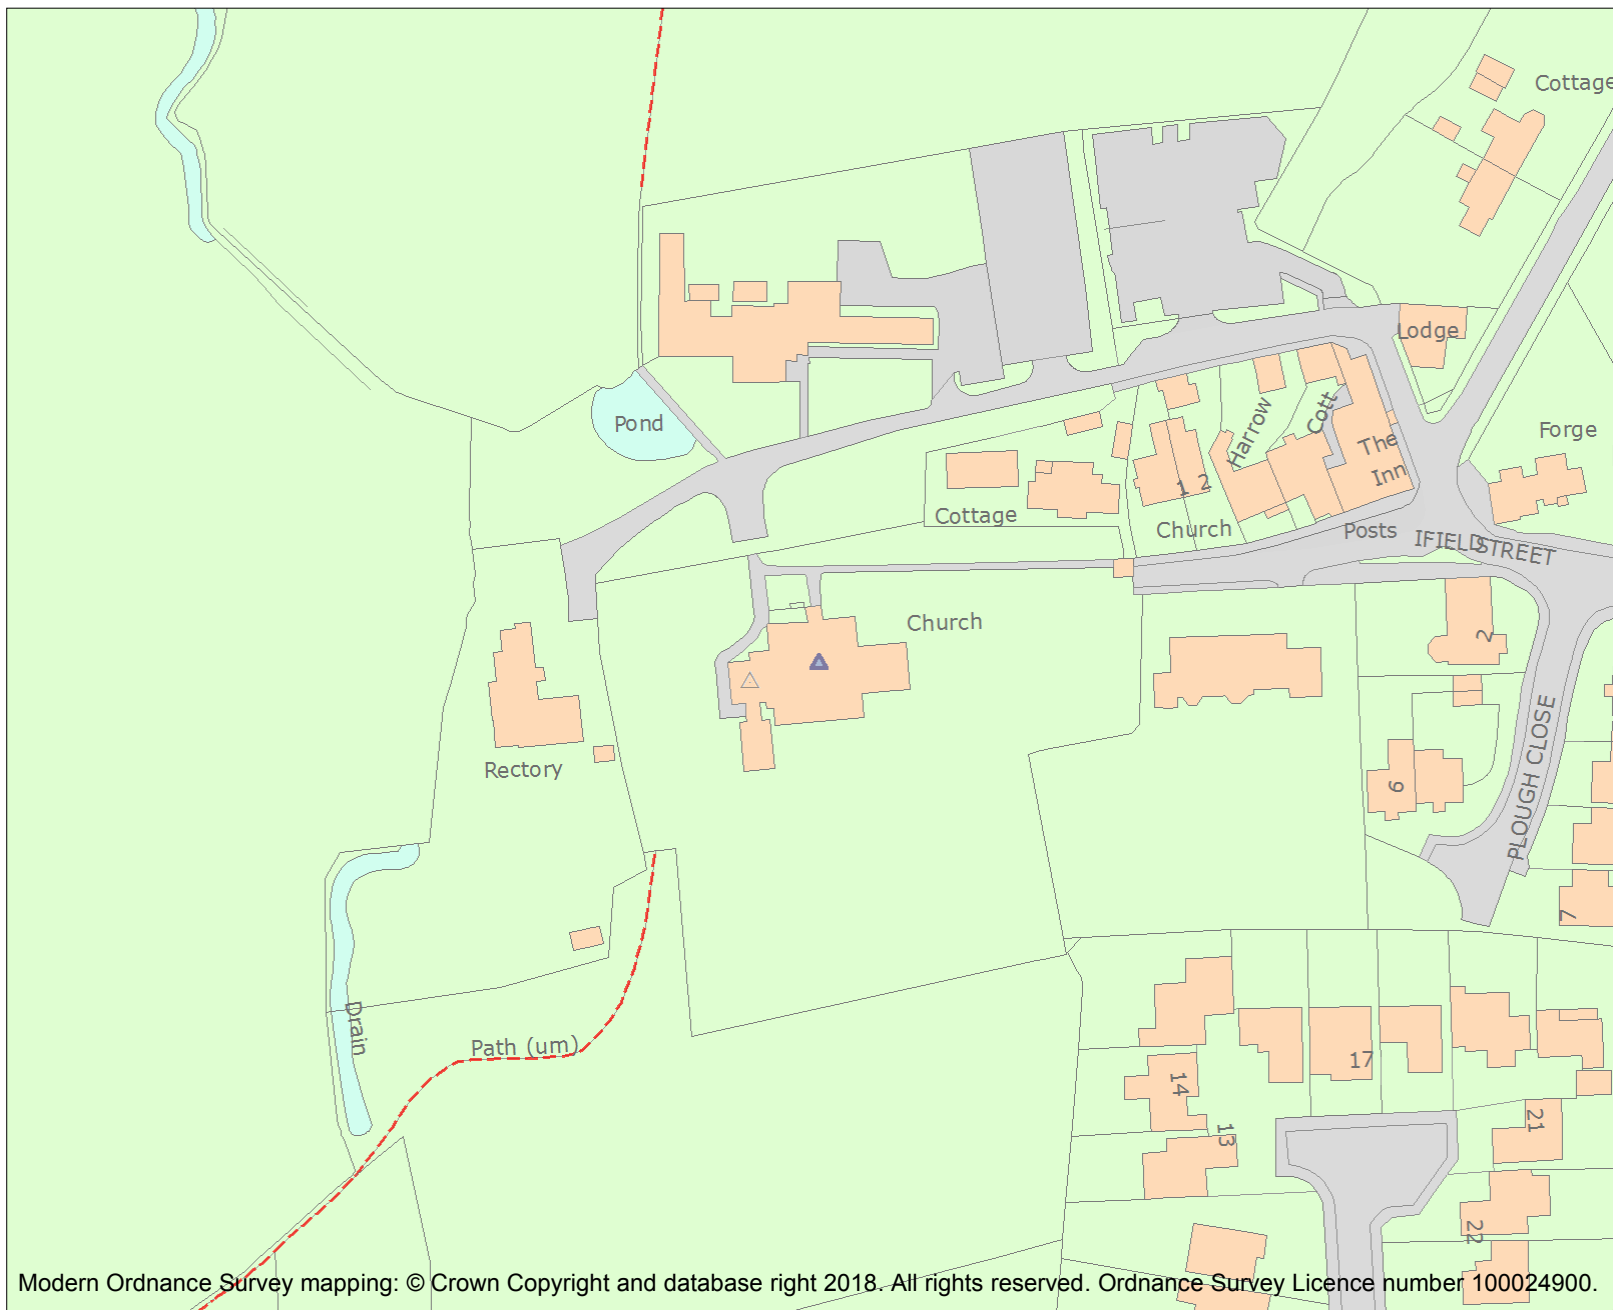 Cottage
Lodge
Pond
Harrow
Cott
The
Inn
Forge
1 2
Cottage
Church
Posts
IFIELD STREET
Church
2
Rectory
6
PLOUGH CLOSE
7
Drain
Path (um)
14
13
17
21
22
Modern Ordnance Survey mapping: © Crown Copyright and database right 2018. All rights reserved. Ordnance Survey Licence number 100024900.